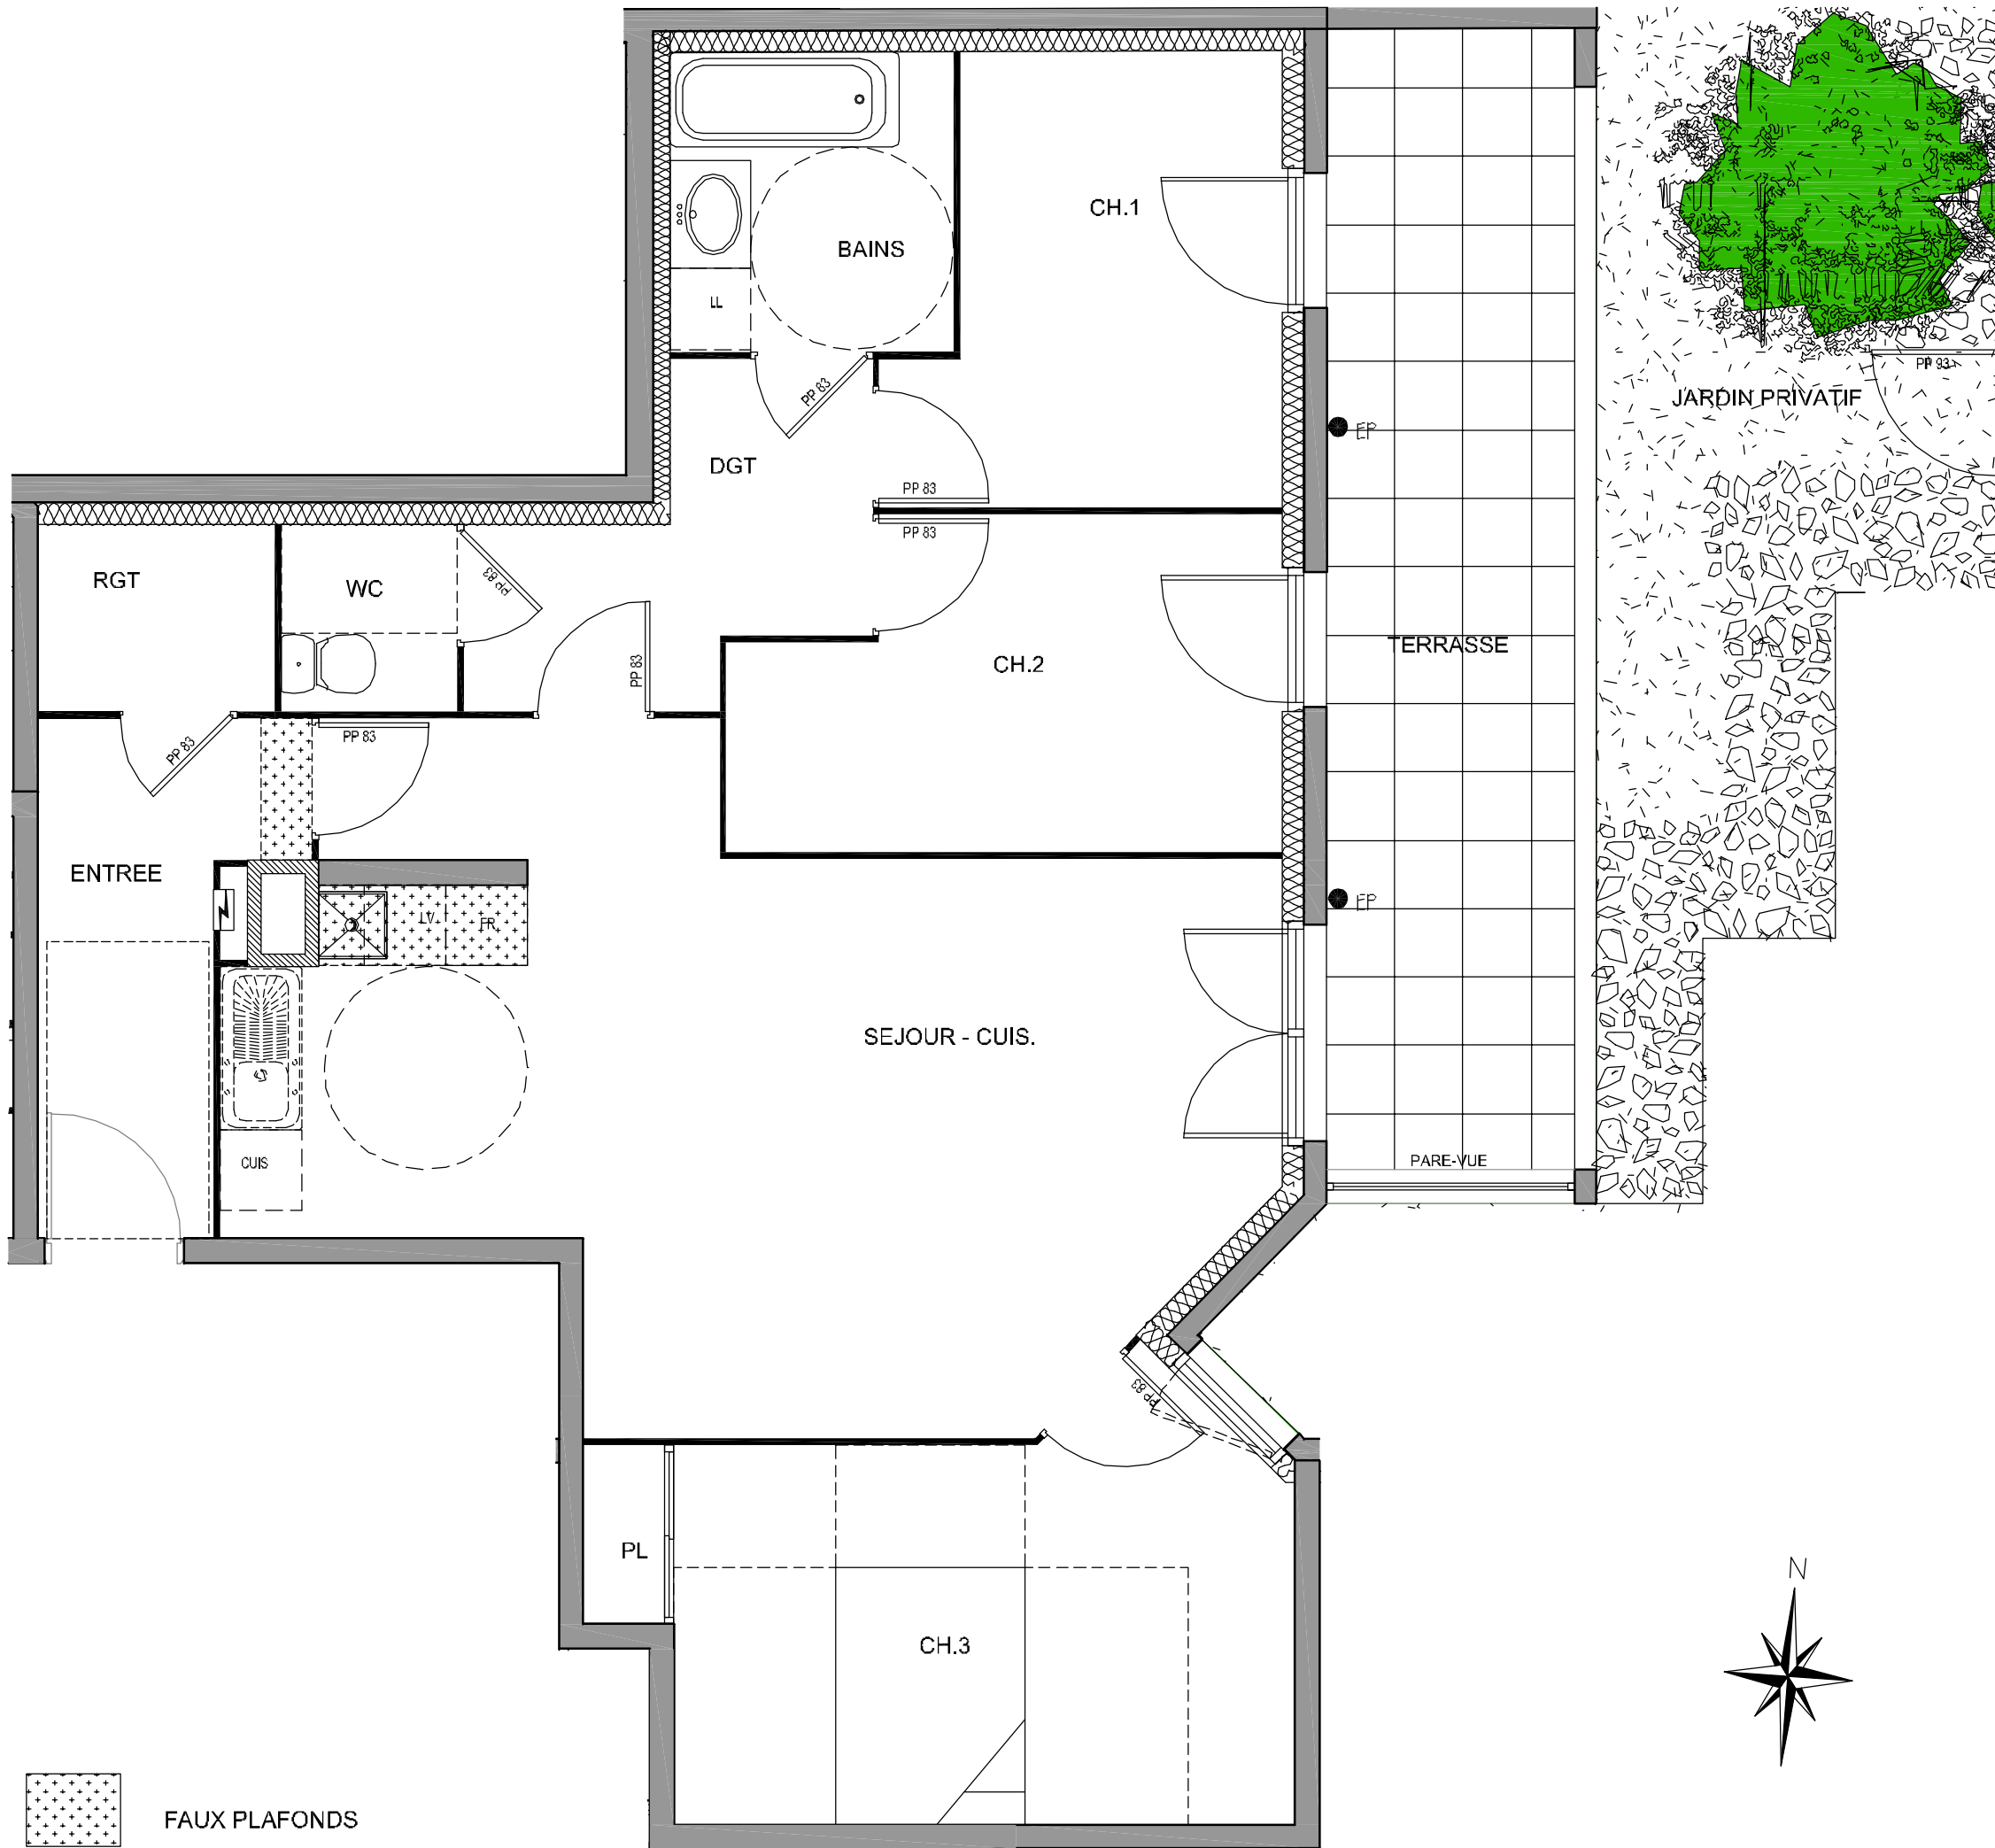 CH.1
BAINS
LL
PP 83
PP 93
JARDIN PRIVATIF
EP
DGT
PP 83
PP 83
RGT
WC
PP 83
PP 83
CH.2
TERRASSE
PP 83
PP 83
ENTREE
EP
LV
FR
SEJOUR - CUIS.
CUIS
PARE-VUE
PP 83
PL
CH.3
N
FAUX PLAFONDS